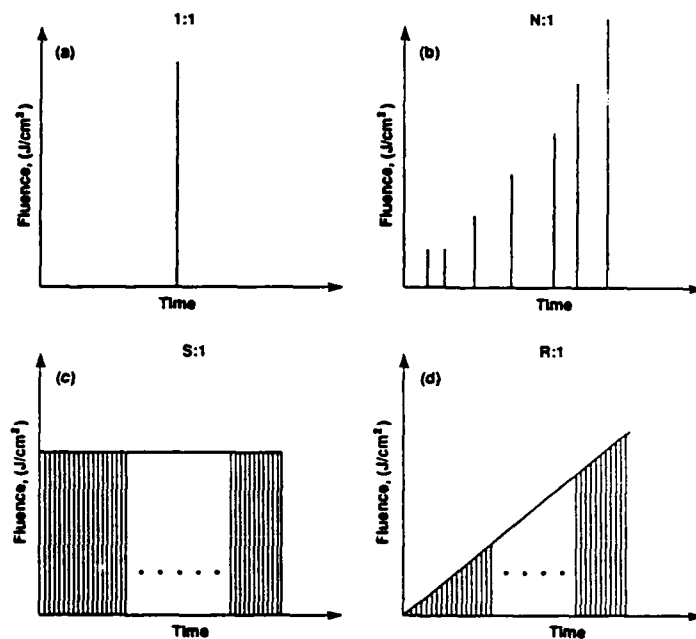 1:1
(a)
Fluence, (J/cm²)
Time
N:1
(b)
Fluence, (J/cm²)
Time
S:1
(c)
Fluence, (J/cm²)
Time
R:1
(d)
Fluence, (J/cm²)
Time